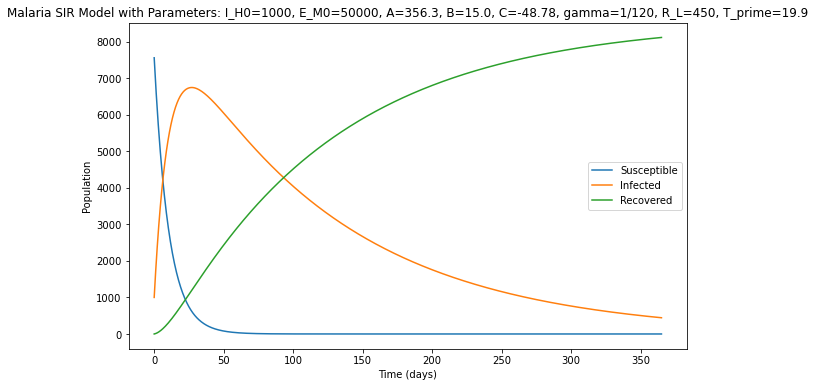 Malaria SIR Model with Parameters: I_H0=1000, E_M0=50000, A=356.3, B=15.0, C=-48.78, gamma=1/120, R_L=450, T_prime=19.9
8000
7000
6000
5000
4000
3000
2000
1000
0
Population
Susceptible
Infected
Recovered
0 50 100 150 200 250 300 350
Time (days)